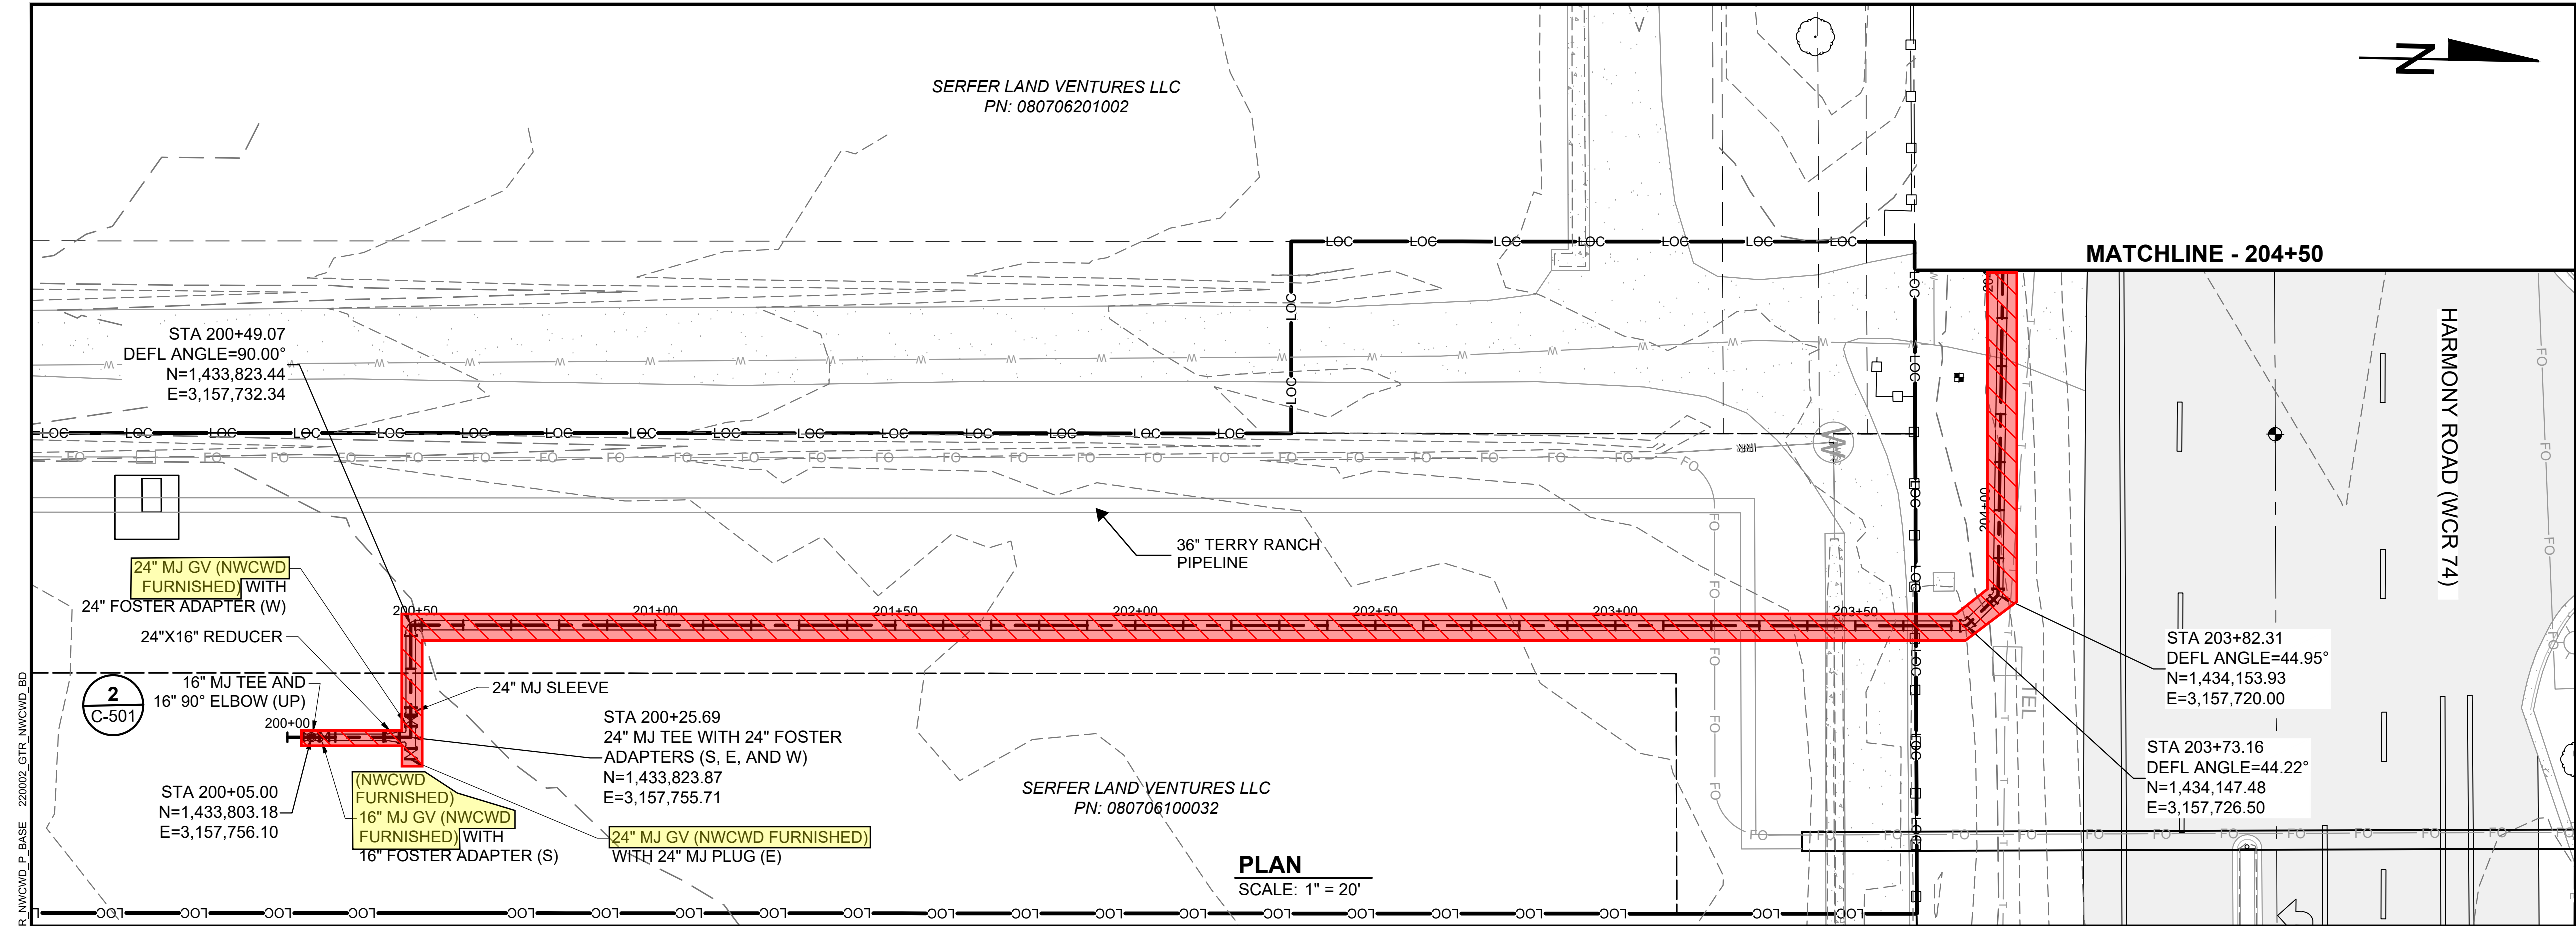 SERFER LAND VENTURES LLC
PN: 080706201002
N
MATCHLINE - 204+50
HARMONY ROAD (WCR 74)
STA 200+49.07
DEFL ANGLE=90.00°
N=1,433,823.44
E=3,157,732.34
24" MJ GV (NWCWD
FURNISHED) WITH
24" FOSTER ADAPTER (W)
24"X16" REDUCER
16" MJ TEE AND
16" 90° ELBOW (UP)
2
C-501
200+00
200+50
201+00
201+50
202+00
202+50
203+00
203+50
204+00
36" TERRY RANCH
PIPELINE
24" MJ SLEEVE
STA 200+25.69
24" MJ TEE WITH 24" FOSTER
ADAPTERS (S, E, AND W)
N=1,433,823.87
E=3,157,755.71
STA 200+05.00
N=1,433,803.18
E=3,157,756.10
(NWCWD
FURNISHED)
16" MJ GV (NWCWD
FURNISHED) WITH
16" FOSTER ADAPTER (S)
24" MJ GV (NWCWD FURNISHED)
WITH 24" MJ PLUG (E)
SERFER LAND VENTURES LLC
PN: 080706100032
PLAN
SCALE: 1" = 20'
STA 203+82.31
DEFL ANGLE=44.95°
N=1,434,153.93
E=3,157,720.00
STA 203+73.16
DEFL ANGLE=44.22°
N=1,434,147.48
E=3,157,726.50
LOC
FO
W
IRR
TEL
T
R_NWCWD_P_BASE 220002_GTR_NWCWD_BD